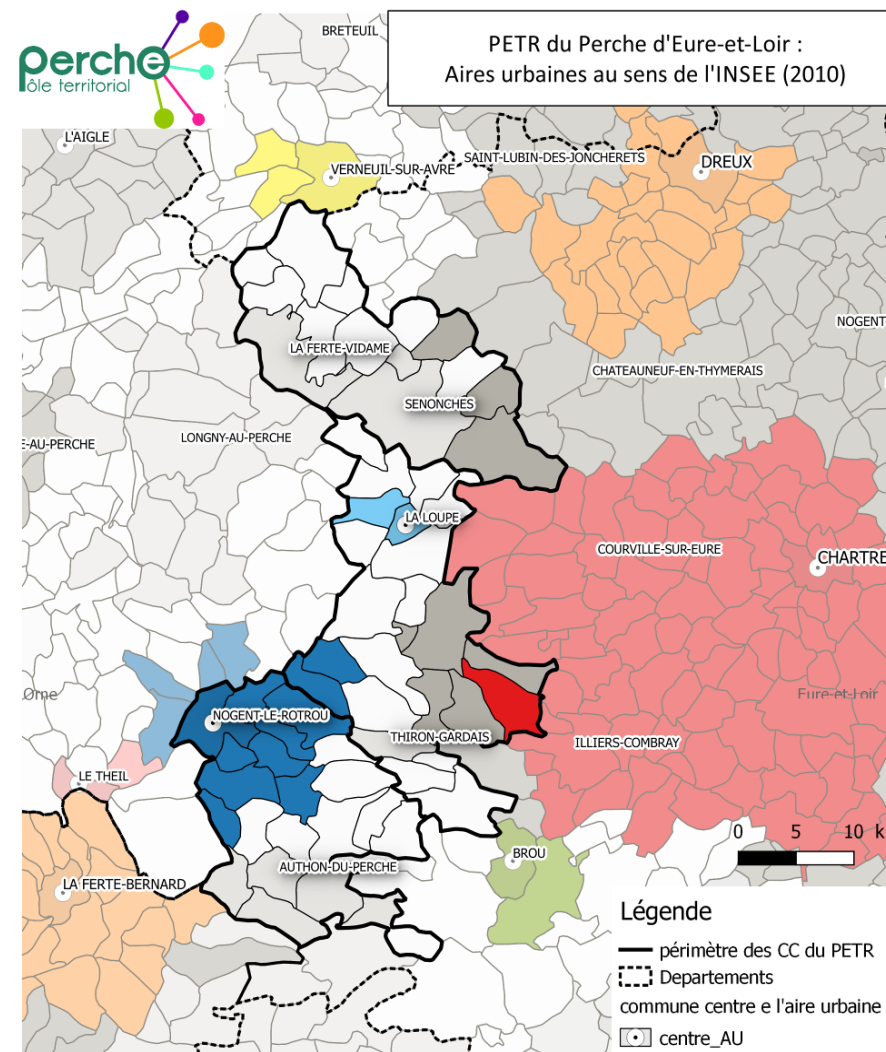 perche
pôle territorial
PETR du Perche d'Eure-et-Loir :
Aires urbaines au sens de l'INSEE (2010)
BRETEUIL
L'AIGLE
VERNEUIL-SUR-AVRE
SAINT-LUBIN-DES-JONCHERETS
DREUX
NOGENT
LA FERTE-VIDAME
CHATEAUNEUF-EN-THYMERAIS
SENONCHES
E-AU-PERCHE
LONGNY-AU-PERCHE
LA LOUPE
COURVILLE-SUR-EURE
CHARTRE
Orne
Eure-et-Loir
NOGENT-LE-ROTROU
THIRON-GARDAIS
ILLIERS-COMBRAY
LE THEIL
0 5 10 k
BROU
AUTHON-DU-PERCHE
LA FERTE-BERNARD
Légende
périmètre des CC du PETR
Departements
commune centre e l'aire urbaine
centre_AU